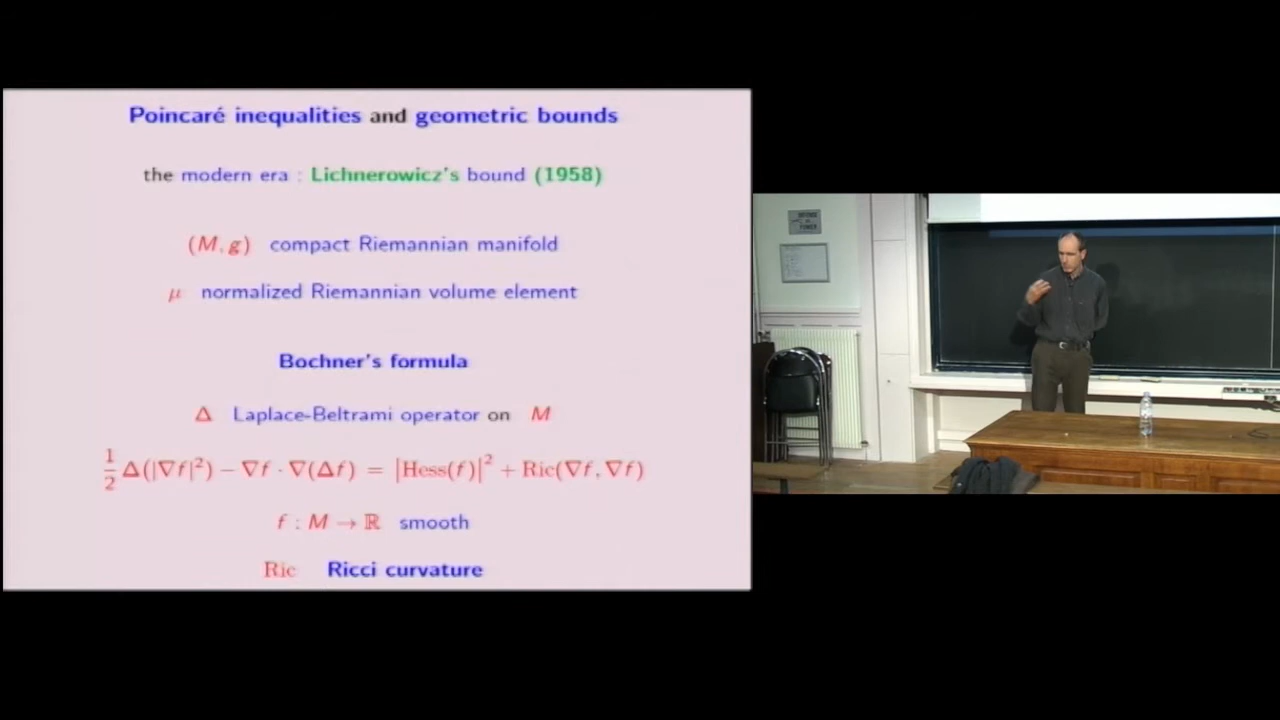 Poincaré inequalities and geometric bounds
the modern era : Lichnerowicz's bound (1958)
(M, g) compact Riemannian manifold
μ normalized Riemannian volume element
Bochner's formula
Δ Laplace-Beltrami operator on M
1/2 Δ(|∇f|²) − ∇f · ∇(Δf) = |Hess(f)|² + Ric(∇f, ∇f)
f : M → ℝ smooth
Ric Ricci curvature